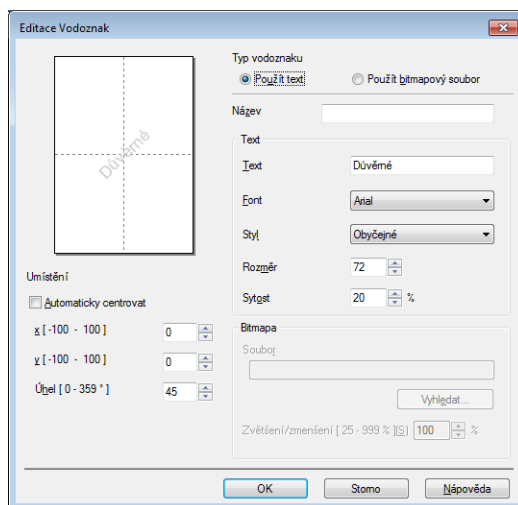 Editace Vodoznak
Důvěrné
Umístění
Automaticky centrovat
x [ -100 - 100 ] 0
y [ -100 - 100 ] 0
Úhel [ 0 - 359 ° ] 45
Typ vodoznaku
Použít text Použít bitmapový soubor
Název
Text
Text Důvěrné
Font Arial
Styl Obyčejné
Rozměr 72
Sytost 20 %
Bitmapa
Soubor
Vyhledat...
Zvětšení/zmenšení [ 25 - 999 % ](S) 100 %
OK Storno Nápověda